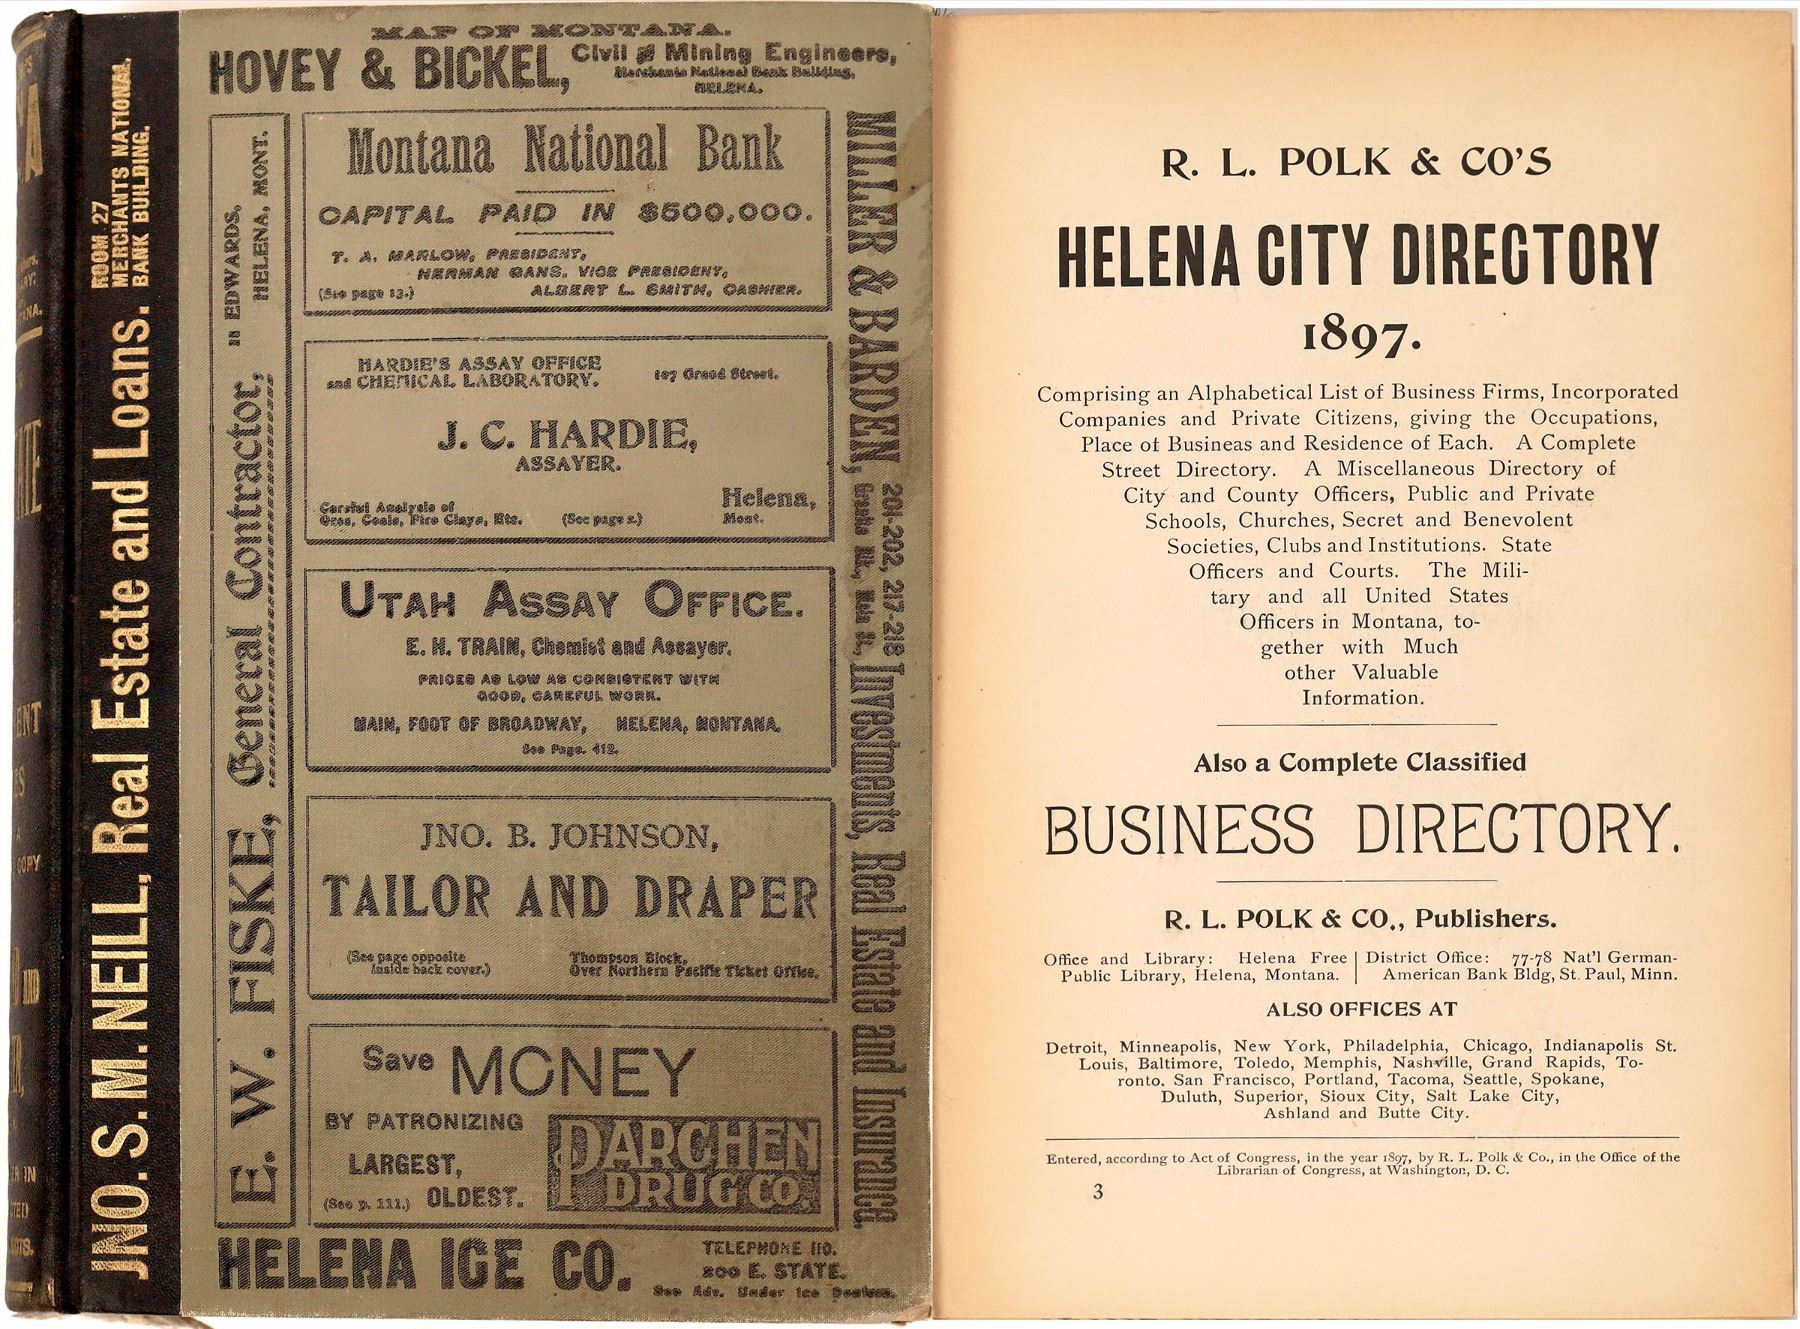 JNO. S. M. NEILL, Real Estate and Loans.
ROOM 27
MERCHANTS NATIONAL
BANK BUILDING.
MAP OF MONTANA.
HOVEY & BICKEL, Civil & Mining Engineers,
Merchants National Bank Building,
HELENA.
E. W. FISKE, General Contractor,
11 EDWARDS,
HELENA, MONT.
Montana National Bank
CAPITAL PAID IN $500,000.
T. A. MARLOW, PRESIDENT,
HERMAN GANS, VICE PRESIDENT,
(See page 13.) ALBERT L. SMITH, CASHIER.
HARDIE'S ASSAY OFFICE
and CHEMICAL LABORATORY. 107 Grand Street.
J. C. HARDIE,
ASSAYER.
Careful Analysis of
Ores, Coals, Fire Clays, Etc. (See page 2.)
Helena,
Mont.
UTAH ASSAY OFFICE.
E. H. TRAIN, Chemist and Assayer.
PRICES AS LOW AS CONSISTENT WITH
GOOD, CAREFUL WORK.
MAIN, FOOT OF BROADWAY, HELENA, MONTANA.
See Page. 412.
JNO. B. JOHNSON,
TAILOR AND DRAPER
(See page opposite
inside back cover.)
Thompson Block,
Over Northern Pacific Ticket Office.
Save MONEY
BY PATRONIZING
LARGEST,
(See p. 111.) OLDEST.
PARCHEN
DRUG CO.
MILLER & BARDEN, 201-202, 217-218
Main St., Investments, Real Estate and Insurance.
HELENA ICE CO.
TELEPHONE 110.
200 E. STATE.
See Adv. Under Ice Dealers.
R. L. POLK & CO'S
HELENA CITY DIRECTORY
1897.
Comprising an Alphabetical List of Business Firms, Incorporated
Companies and Private Citizens, giving the Occupations,
Place of Busineas and Residence of Each. A Complete
Street Directory. A Miscellaneous Directory of
City and County Officers, Public and Private
Schools, Churches, Secret and Benevolent
Societies, Clubs and Institutions. State
Officers and Courts. The Mili-
tary and all United States
Officers in Montana, to-
gether with Much
other Valuable
Information.
Also a Complete Classified
BUSINESS DIRECTORY.
R. L. POLK & CO., Publishers.
Office and Library: Helena Free
Public Library, Helena, Montana.
District Office: 77-78 Nat'l German-
American Bank Bldg, St. Paul, Minn.
ALSO OFFICES AT
Detroit, Minneapolis, New York, Philadelphia, Chicago, Indianapolis St.
Louis, Baltimore, Toledo, Memphis, Nashville, Grand Rapids, To-
ronto, San Francisco, Portland, Tacoma, Seattle, Spokane,
Duluth, Superior, Sioux City, Salt Lake City,
Ashland and Butte City.
Entered, according to Act of Congress, in the year 1897, by R. L. Polk & Co., in the Office of the
Librarian of Congress, at Washington, D. C.
3